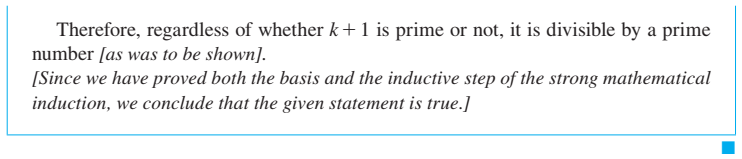 Therefore, regardless of whether k + 1 is prime or not, it is divisible by a prime
number [as was to be shown].
[Since we have proved both the basis and the inductive step of the strong mathematical
induction, we conclude that the given statement is true.]